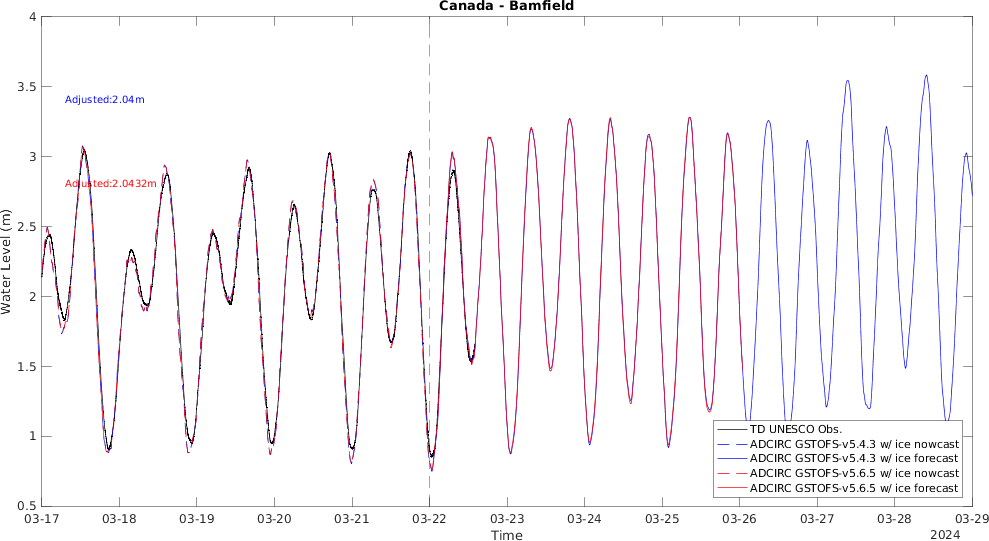 Canada - Bamfield
4
3.5
3
2.5
2
1.5
1
0.5
Water Level (m)
Adjusted:2.04m
Adjusted:2.0432m
TD UNESCO Obs.
ADCIRC GSTOFS-v5.4.3 w/ ice nowcast
ADCIRC GSTOFS-v5.4.3 w/ ice forecast
ADCIRC GSTOFS-v5.6.5 w/ ice nowcast
ADCIRC GSTOFS-v5.6.5 w/ ice forecast
03-17 03-18 03-19 03-20 03-21 03-22 03-23 03-24 03-25 03-26 03-27 03-28 03-29
Time
2024